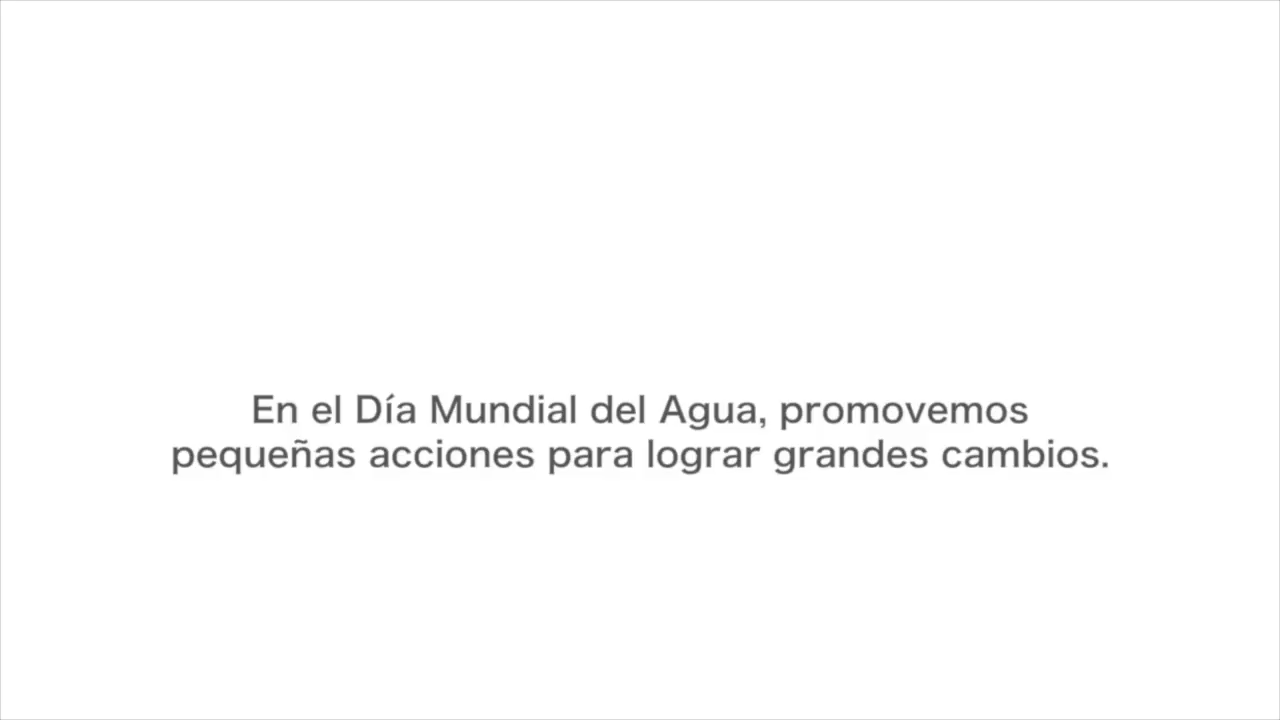 En el Día Mundial del Agua, promovemos
pequeñas acciones para lograr grandes cambios.